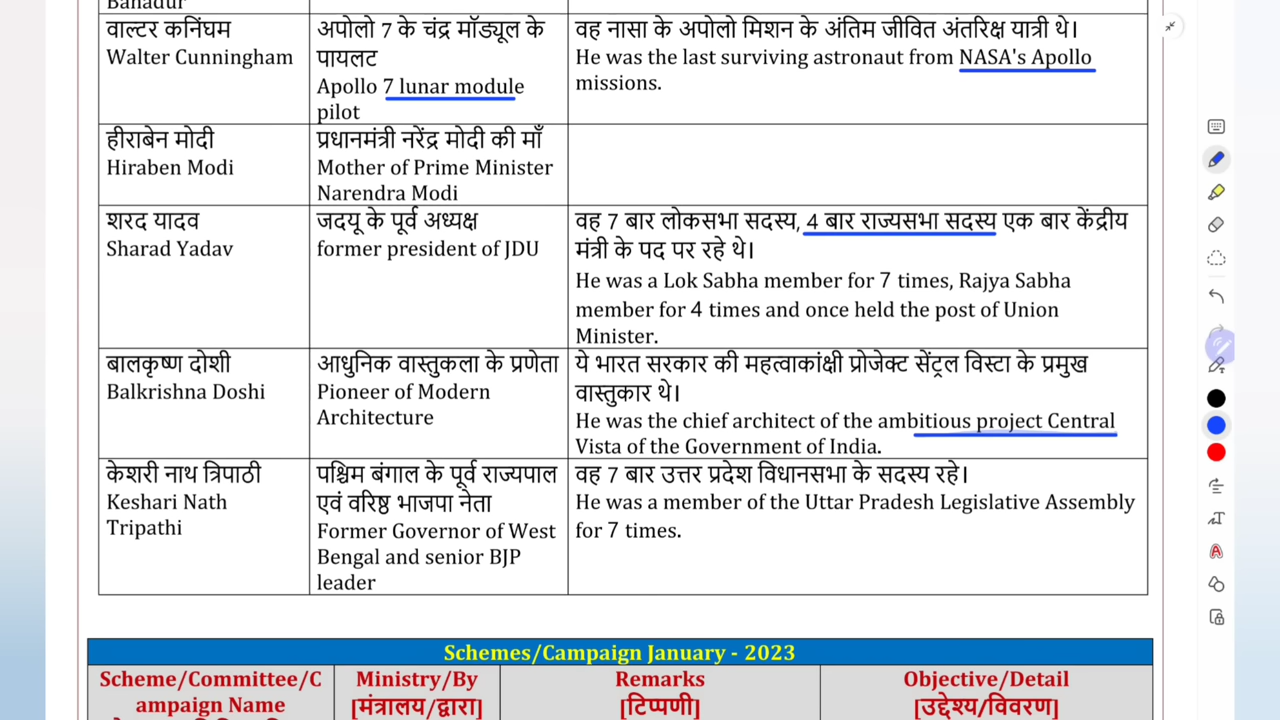 Bahadur
वाल्टर कनिंघम
Walter Cunningham
अपोलो 7 के चंद्र मॉड्यूल के
पायलट
Apollo 7 lunar module
pilot
वह नासा के अपोलो मिशन के अंतिम जीवित अंतरिक्ष यात्री थे।
He was the last surviving astronaut from NASA's Apollo
missions.
हीराबेन मोदी
Hiraben Modi
प्रधानमंत्री नरेंद्र मोदी की माँ
Mother of Prime Minister
Narendra Modi
शरद यादव
Sharad Yadav
जदयू के पूर्व अध्यक्ष
former president of JDU
वह 7 बार लोकसभा सदस्य, 4 बार राज्यसभा सदस्य एक बार केंद्रीय
मंत्री के पद पर रहे थे।
He was a Lok Sabha member for 7 times, Rajya Sabha
member for 4 times and once held the post of Union
Minister.
बालकृष्ण दोशी
Balkrishna Doshi
आधुनिक वास्तुकला के प्रणेता
Pioneer of Modern
Architecture
ये भारत सरकार की महत्वाकांक्षी प्रोजेक्ट सेंट्रल विस्टा के प्रमुख
वास्तुकार थे।
He was the chief architect of the ambitious project Central
Vista of the Government of India.
केशरी नाथ त्रिपाठी
Keshari Nath
Tripathi
पश्चिम बंगाल के पूर्व राज्यपाल
एवं वरिष्ठ भाजपा नेता
Former Governor of West
Bengal and senior BJP
leader
वह 7 बार उत्तर प्रदेश विधानसभा के सदस्य रहे।
He was a member of the Uttar Pradesh Legislative Assembly
for 7 times.
Schemes/Campaign January - 2023
Scheme/Committee/C
ampaign Name
Ministry/By
[मंत्रालय/द्वारा]
Remarks
[टिप्पणी]
Objective/Detail
[उद्देश्य/विवरण]